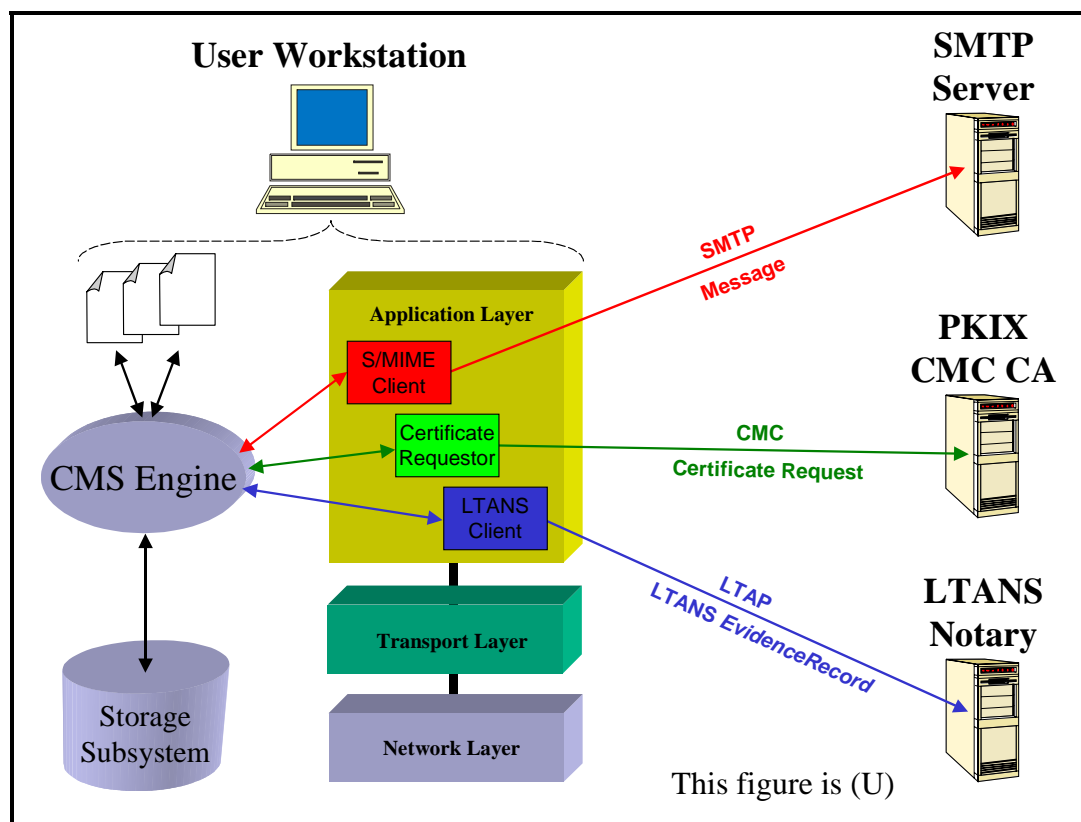 User Workstation
SMTP
Server
SMTP
Message
Application Layer
S/MIME
Client
PKIX
CMC CA
Certificate
Requestor
CMC
Certificate Request
CMS Engine
LTANS
Client
LTAP
LTANS EvidenceRecord
LTANS
Notary
Transport Layer
Storage
Subsystem
Network Layer
This figure is (U)